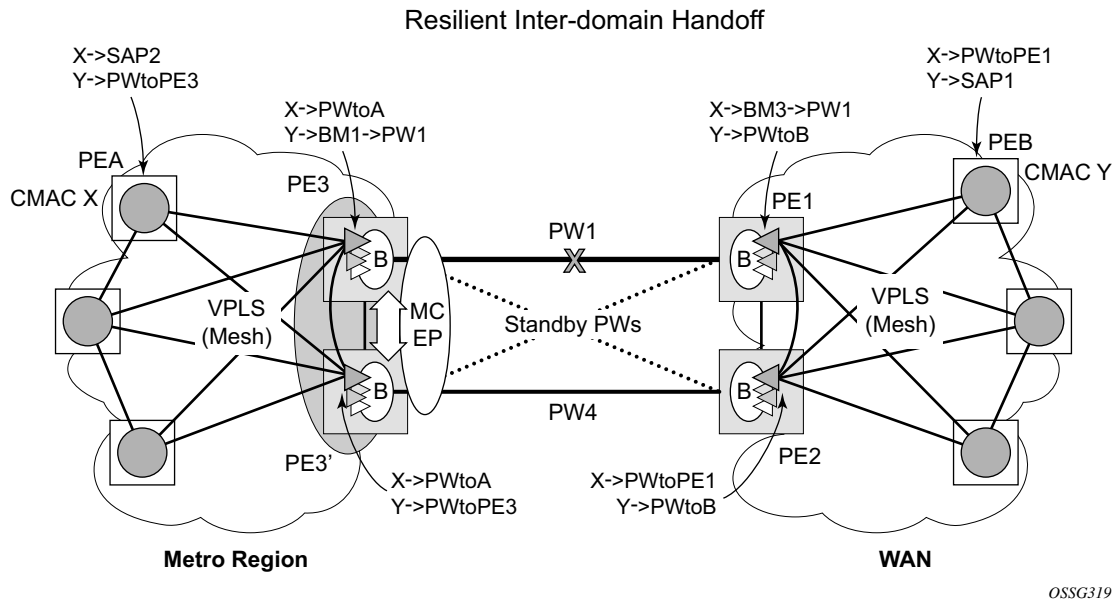 Resilient Inter-domain Handoff
X->SAP2
Y->PWtoPE3
X->PWtoA
Y->BM1->PW1
X->BM3->PW1
Y->PWtoB
X->PWtoPE1
Y->SAP1
PEA
CMAC X
PE3
PE1
PEB
CMAC Y
B
PW1
B
VPLS
(Mesh)
MC
EP
Standby PWs
VPLS
(Mesh)
B
PW4
B
PE3’
PE2
X->PWtoA
Y->PWtoPE3
X->PWtoPE1
Y->PWtoB
Metro Region
WAN
OSSG319